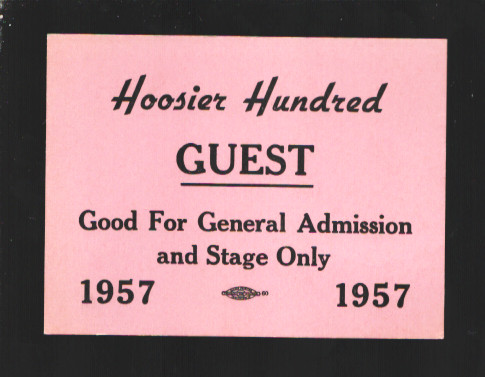 Hoosier Hundred
GUEST
Good For General Admission
and Stage Only
1957 1957